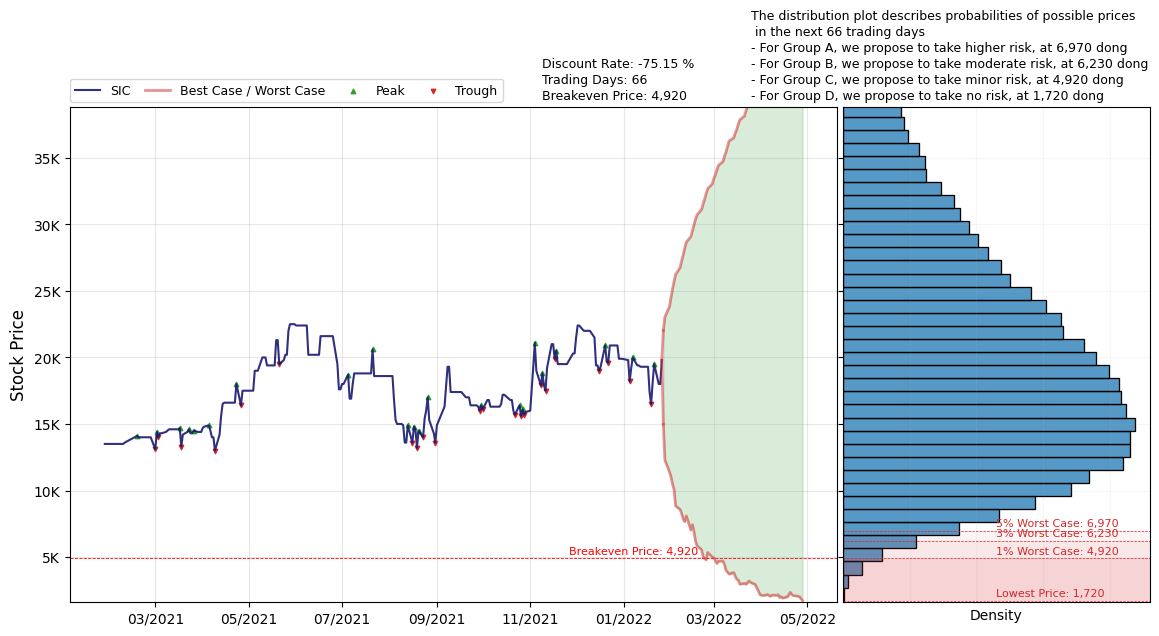 The distribution plot describes probabilities of possible prices
in the next 66 trading days
- For Group A, we propose to take higher risk, at 6,970 dong
- For Group B, we propose to take moderate risk, at 6,230 dong
- For Group C, we propose to take minor risk, at 4,920 dong
- For Group D, we propose to take no risk, at 1,720 dong
Discount Rate: -75.15 %
Trading Days: 66
Breakeven Price: 4,920
SIC
Best Case / Worst Case
Peak
Trough
Stock Price
35K
30K
25K
20K
15K
10K
5K
Breakeven Price: 4,920
03/2021
05/2021
07/2021
09/2021
11/2021
01/2022
03/2022
05/2022
5% Worst Case: 6,970
3% Worst Case: 6,230
1% Worst Case: 4,920
Lowest Price: 1,720
Density